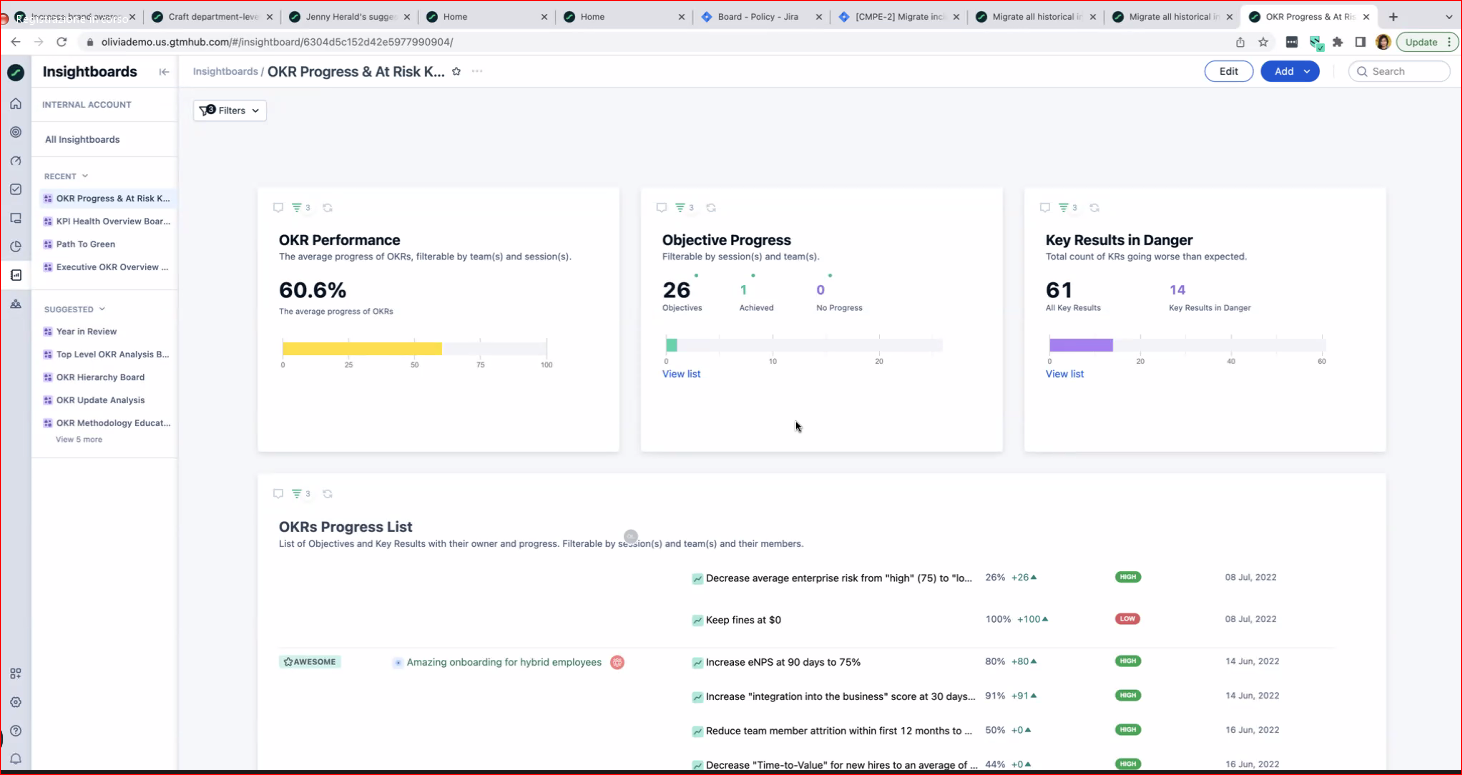 Craft department-leve
Jenny Herald's sugges
Home
Home
Board - Policy - Jira
[CMPE-2] Migrate inci
Migrate all historical in
Migrate all historical in
OKR Progress & At Ris
oliviademo.us.gtmhub.com/#/insightboard/6304d5c152d42e5977990904/
Update
Insightboards
INTERNAL ACCOUNT
All Insightboards
RECENT
OKR Progress & At Risk K...
KPI Health Overview Boar...
Path To Green
Executive OKR Overview ...
SUGGESTED
Year in Review
Top Level OKR Analysis B...
OKR Hierarchy Board
OKR Update Analysis
OKR Methodology Educat...
View 5 more
Insightboards / OKR Progress & At Risk K...
Edit
Add
Search
3 Filters
3
OKR Performance
The average progress of OKRs, filterable by team(s) and session(s).
60.6%
The average progress of OKRs
0 25 50 75 100
3
Objective Progress
Filterable by session(s) and team(s).
26 1 0
Objectives Achieved No Progress
0 10 20
View list
3
Key Results in Danger
Total count of KRs going worse than expected.
61 14
All Key Results Key Results in Danger
0 20 40 60
View list
3
OKRs Progress List
List of Objectives and Key Results with their owner and progress. Filterable by session(s) and team(s) and their members.
Decrease average enterprise risk from "high" (75) to "lo... 26% +26 HIGH 08 Jul, 2022
Keep fines at $0 100% +100 LOW 08 Jul, 2022
AWESOME Amazing onboarding for hybrid employees Increase eNPS at 90 days to 75% 80% +80 HIGH 14 Jun, 2022
Increase "integration into the business" score at 30 days... 91% +91 HIGH 14 Jun, 2022
Reduce team member attrition within first 12 months to ... 50% +0 HIGH 16 Jun, 2022
Decrease "Time-to-Value" for new hires to an average of ... 44% +0 HIGH 16 Jun, 2022